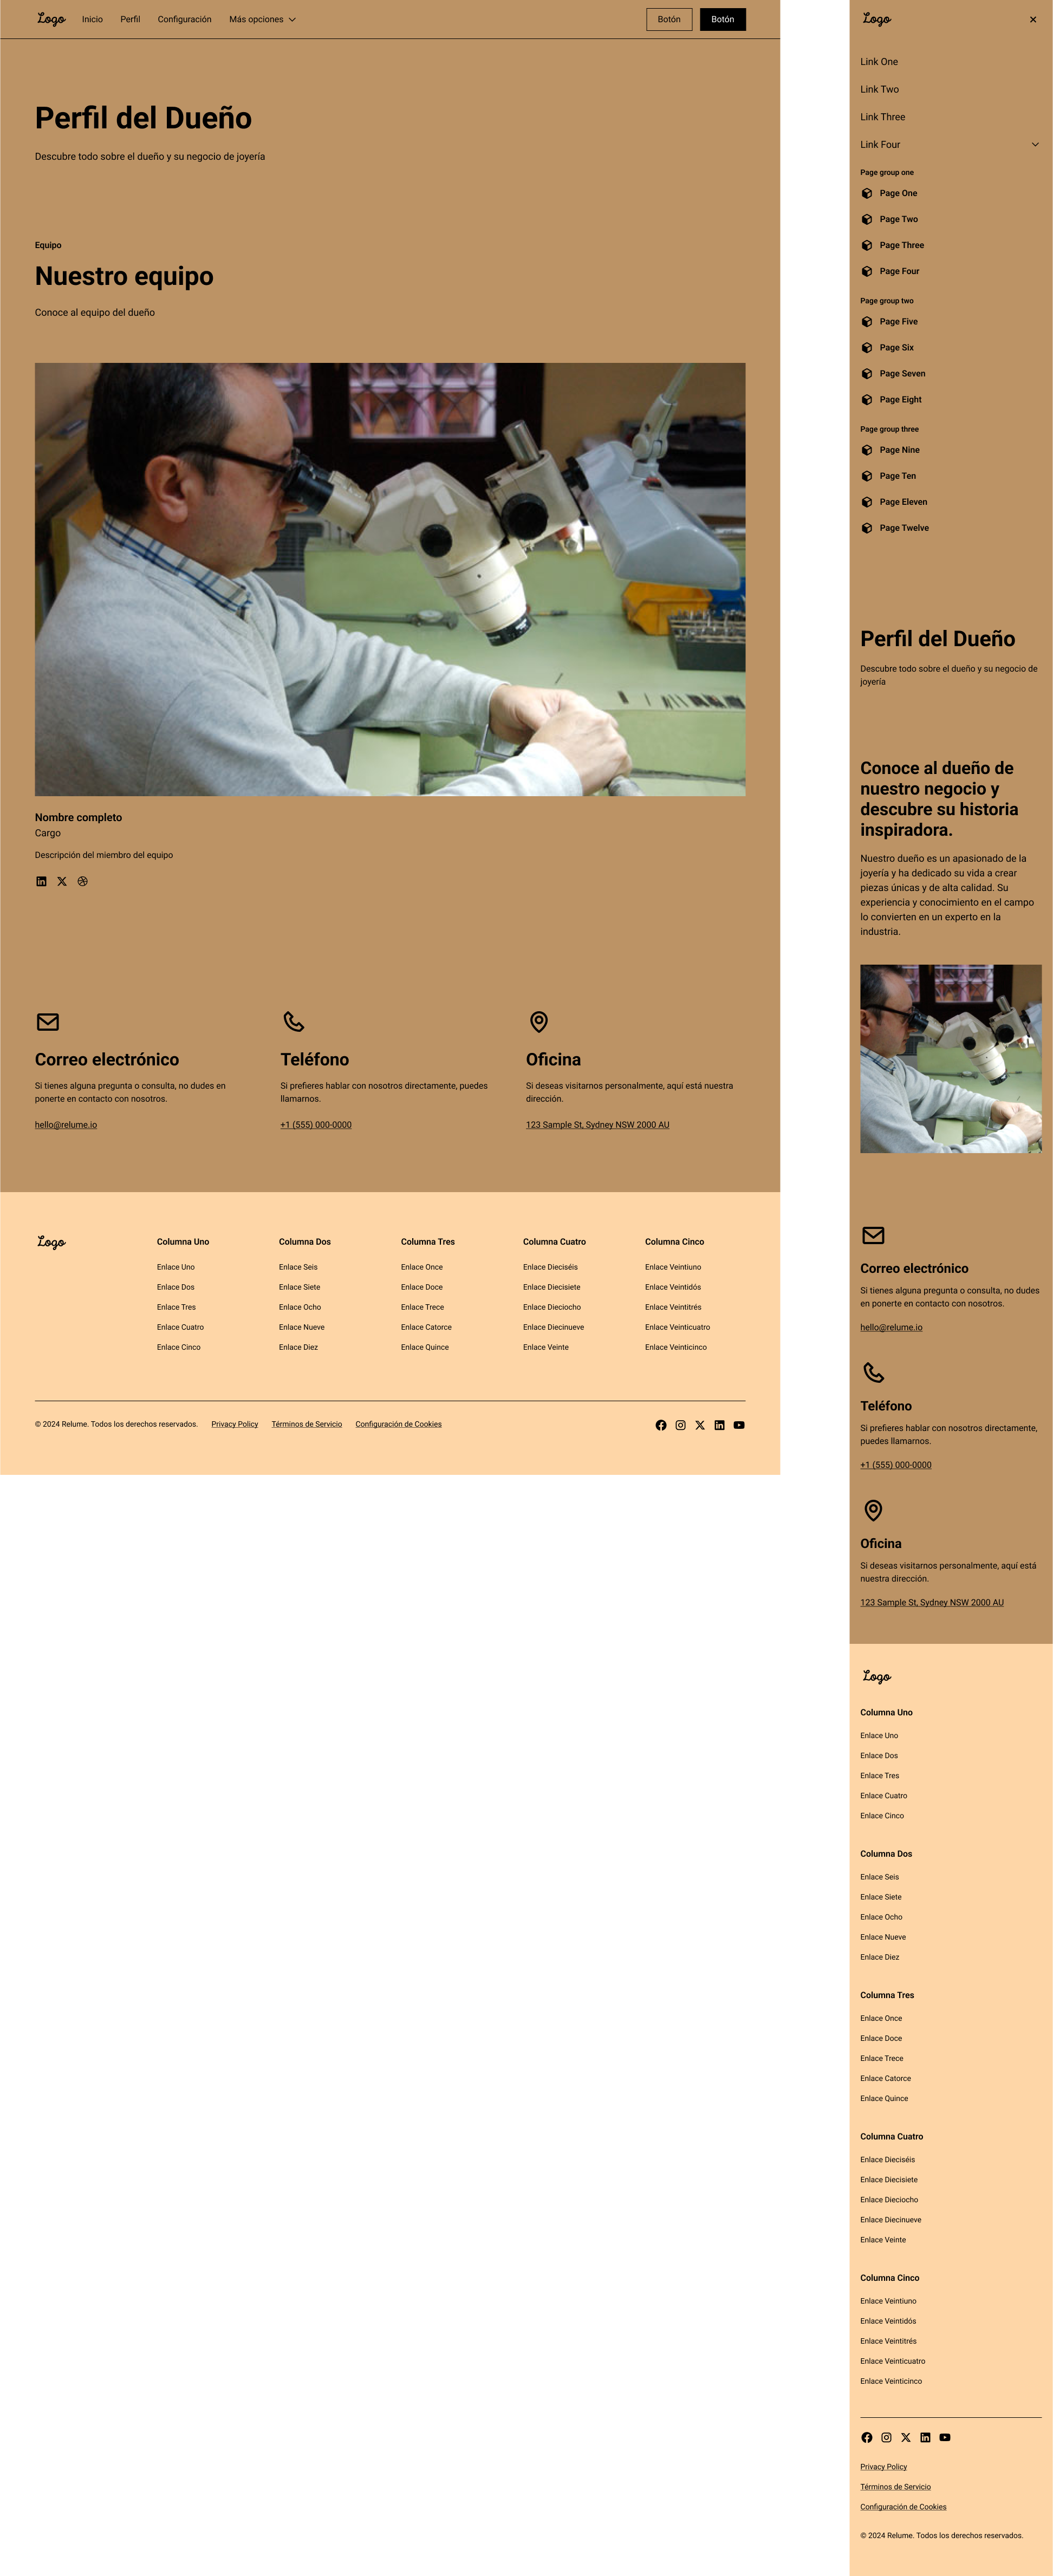 Logo Inicio Perfil Configuración Más opciones Botón Botón
Perfil del Dueño
Descubre todo sobre el dueño y su negocio de joyería
Equipo
Nuestro equipo
Conoce al equipo del dueño
Nombre completo
Cargo
Descripción del miembro del equipo
Correo electrónico
Si tienes alguna pregunta o consulta, no dudes en
ponerte en contacto con nosotros.
hello@relume.io
Teléfono
Si prefieres hablar con nosotros directamente, puedes
llamarnos.
+1 (555) 000-0000
Oficina
Si deseas visitarnos personalmente, aquí está nuestra
dirección.
123 Sample St, Sydney NSW 2000 AU
Logo
Columna Uno
Enlace Uno
Enlace Dos
Enlace Tres
Enlace Cuatro
Enlace Cinco
Columna Dos
Enlace Seis
Enlace Siete
Enlace Ocho
Enlace Nueve
Enlace Diez
Columna Tres
Enlace Once
Enlace Doce
Enlace Trece
Enlace Catorce
Enlace Quince
Columna Cuatro
Enlace Dieciséis
Enlace Diecisiete
Enlace Dieciocho
Enlace Diecinueve
Enlace Veinte
Columna Cinco
Enlace Veintiuno
Enlace Veintidós
Enlace Veintitrés
Enlace Veinticuatro
Enlace Veinticinco
© 2024 Relume. Todos los derechos reservados. Privacy Policy Términos de Servicio Configuración de Cookies
Logo
Link One
Link Two
Link Three
Link Four
Page group one
Page One
Page Two
Page Three
Page Four
Page group two
Page Five
Page Six
Page Seven
Page Eight
Page group three
Page Nine
Page Ten
Page Eleven
Page Twelve
Perfil del Dueño
Descubre todo sobre el dueño y su negocio de
joyería
Conoce al dueño de
nuestro negocio y
descubre su historia
inspiradora.
Nuestro dueño es un apasionado de la
joyería y ha dedicado su vida a crear
piezas únicas y de alta calidad. Su
experiencia y conocimiento en el campo
lo convierten en un experto en la
industria.
Correo electrónico
Si tienes alguna pregunta o consulta, no dudes
en ponerte en contacto con nosotros.
hello@relume.io
Teléfono
Si prefieres hablar con nosotros directamente,
puedes llamarnos.
+1 (555) 000-0000
Oficina
Si deseas visitarnos personalmente, aquí está
nuestra dirección.
123 Sample St, Sydney NSW 2000 AU
Logo
Columna Uno
Enlace Uno
Enlace Dos
Enlace Tres
Enlace Cuatro
Enlace Cinco
Columna Dos
Enlace Seis
Enlace Siete
Enlace Ocho
Enlace Nueve
Enlace Diez
Columna Tres
Enlace Once
Enlace Doce
Enlace Trece
Enlace Catorce
Enlace Quince
Columna Cuatro
Enlace Dieciséis
Enlace Diecisiete
Enlace Dieciocho
Enlace Diecinueve
Enlace Veinte
Columna Cinco
Enlace Veintiuno
Enlace Veintidós
Enlace Veintitrés
Enlace Veinticuatro
Enlace Veinticinco
Privacy Policy
Términos de Servicio
Configuración de Cookies
© 2024 Relume. Todos los derechos reservados.